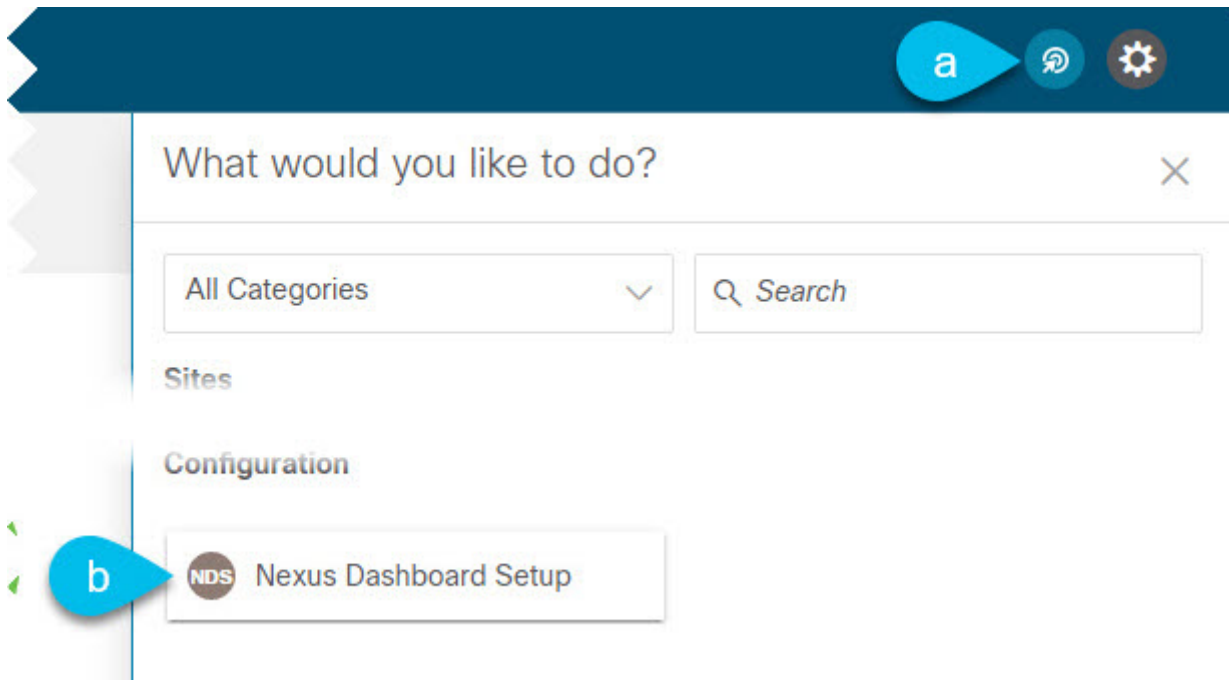 a
What would you like to do?
All Categories
Search
Sites
Configuration
b
NDS Nexus Dashboard Setup